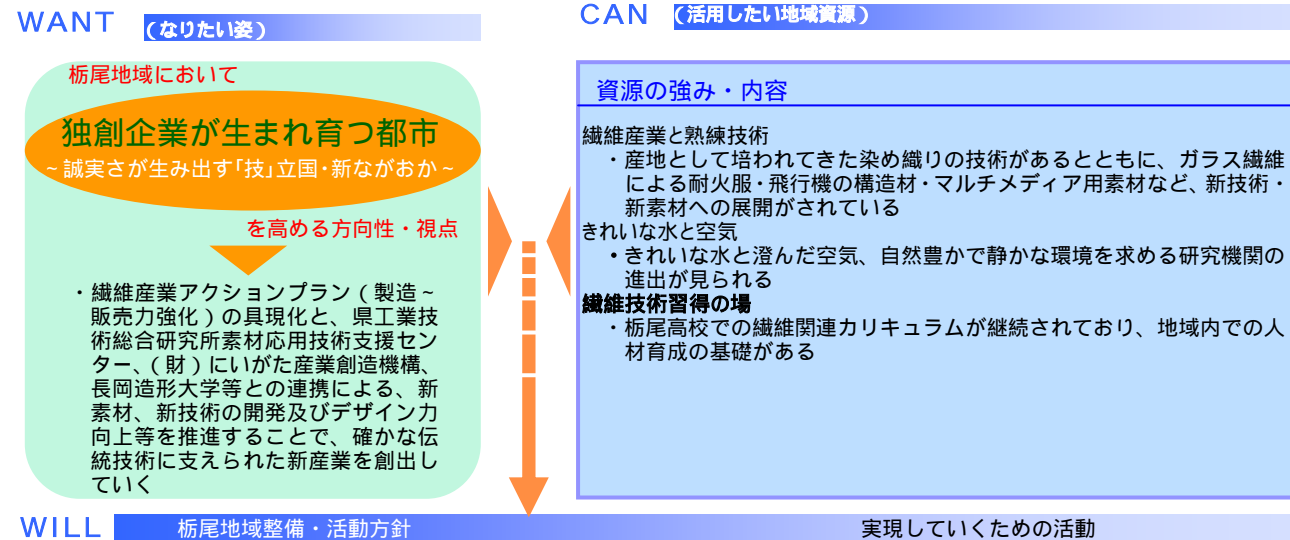 WANT (なりたい姿)
栃尾地域において
独創企業が生まれ育つ都市
~誠実さが生み出す「技」立国・新ながおか~
を高める方向性・視点
・繊維産業アクションプラン(製造~
販売力強化)の具現化と、県工業技
術総合研究所素材応用技術支援セン
ター、(財)にいがた産業創造機構、
長岡造形大学等との連携による、新
素材、新技術の開発及びデザイン力
向上等を推進することで、確かな伝
統技術に支えられた新産業を創出し
ていく
CAN (活用したい地域資源)
資源の強み・内容
繊維産業と熟練技術
・産地として培われてきた染め織りの技術があるとともに、ガラス繊維
による耐火服・飛行機の構造材・マルチメディア用素材など、新技術・
新素材への展開がされている
きれいな水と空気
・きれいな水と澄んだ空気、自然豊かで静かな環境を求める研究機関の
進出が見られる
繊維技術習得の場
・栃尾高校での繊維関連カリキュラムが継続されており、地域内での人
材育成の基礎がある
WILL 栃尾地域整備・活動方針 実現していくための活動